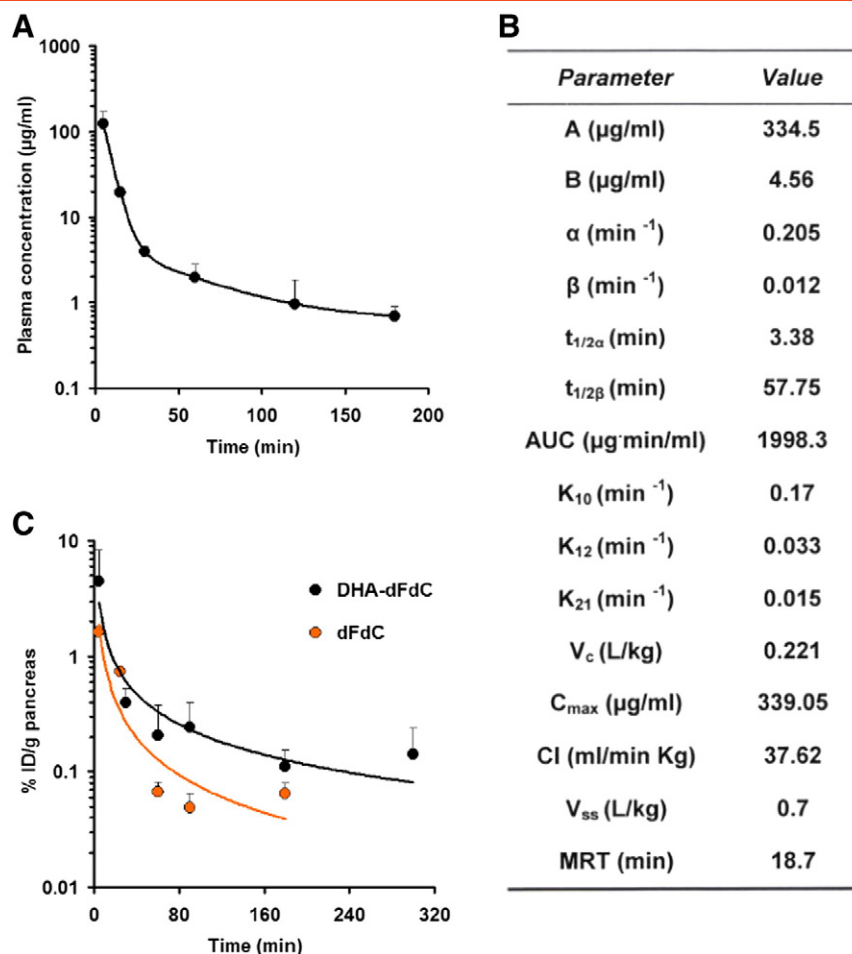 A
Plasma concentration (µg/ml)
1000
100
10
1
0.1
0 50 100 150 200
Time (min)
B
Parameter Value
A (µg/ml) 334.5
B (µg/ml) 4.56
α (min ⁻¹) 0.205
β (min ⁻¹) 0.012
t₁/₂α (min) 3.38
t₁/₂β (min) 57.75
AUC (µg·min/ml) 1998.3
K₁₀ (min ⁻¹) 0.17
K₁₂ (min ⁻¹) 0.033
K₂₁ (min ⁻¹) 0.015
Vc (L/kg) 0.221
Cmax (µg/ml) 339.05
Cl (ml/min Kg) 37.62
Vss (L/kg) 0.7
MRT (min) 18.7
C
% ID/g pancreas
10
1
0.1
0.01
DHA-dFdC
dFdC
0 80 160 240 320
Time (min)